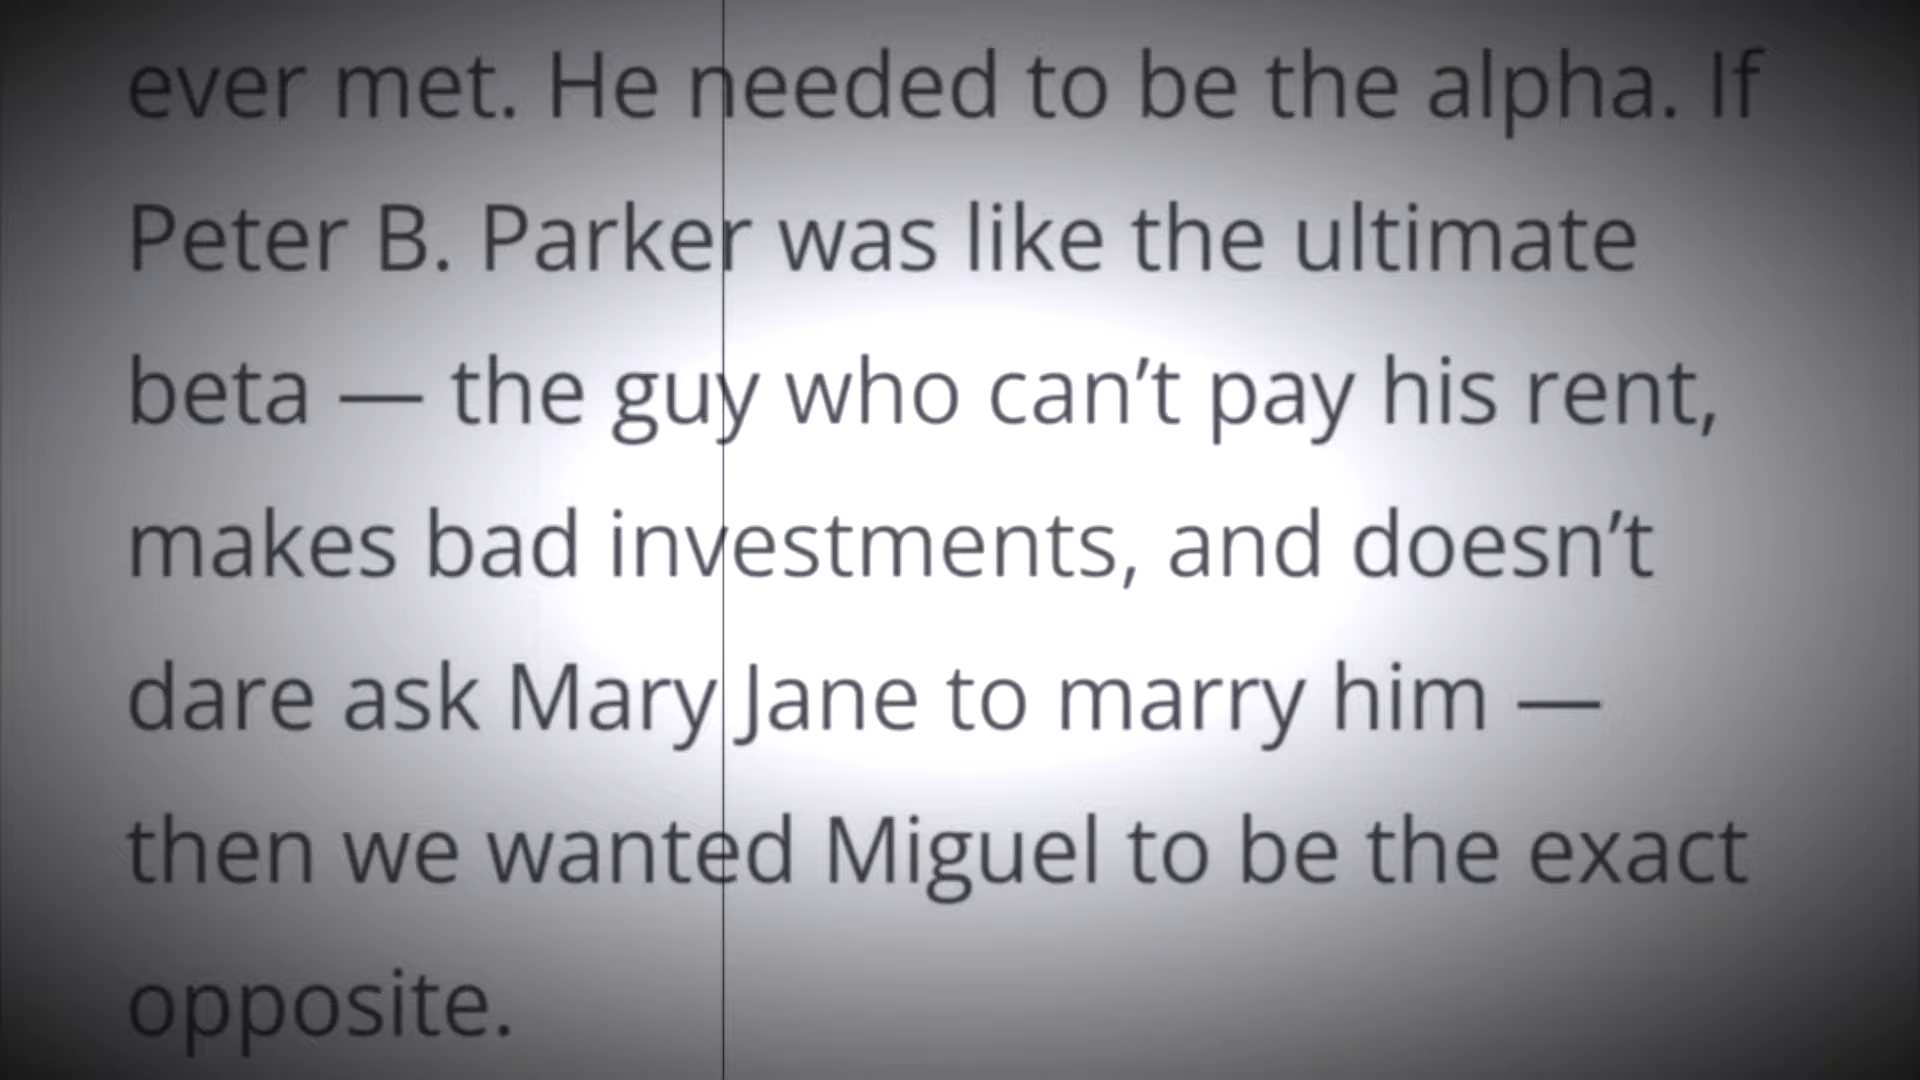 ever met. He needed to be the alpha. If
Peter B. Parker was like the ultimate
beta — the guy who can’t pay his rent,
makes bad investments, and doesn’t
dare ask Mary Jane to marry him —
then we wanted Miguel to be the exact
opposite.